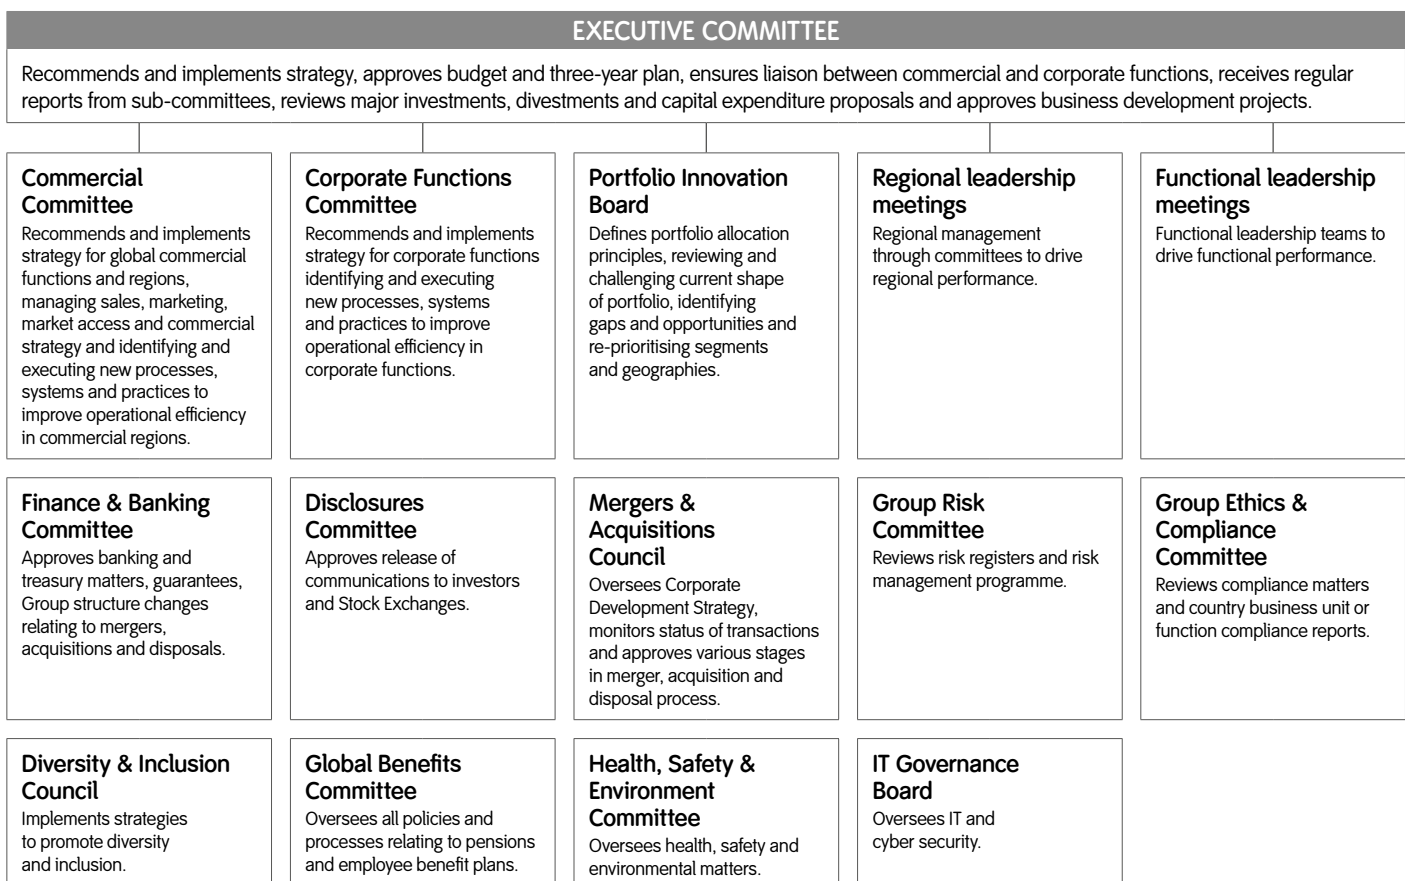 EXECUTIVE COMMITTEE
Recommends and implements strategy, approves budget and three-year plan, ensures liaison between commercial and corporate functions, receives regular
reports from sub-committees, reviews major investments, divestments and capital expenditure proposals and approves business development projects.
Commercial
Committee
Recommends and implements
strategy for global commercial
functions and regions,
managing sales, marketing,
market access and commercial
strategy and identifying and
executing new processes,
systems and practices to
improve operational efficiency
in commercial regions.
Corporate Functions
Committee
Recommends and implements
strategy for corporate functions
identifying and executing
new processes, systems
and practices to improve
operational efficiency in
corporate functions.
Portfolio Innovation
Board
Defines portfolio allocation
principles, reviewing and
challenging current shape
of portfolio, identifying
gaps and opportunities and
re-prioritising segments
and geographies.
Regional leadership
meetings
Regional management
through committees to drive
regional performance.
Functional leadership
meetings
Functional leadership teams to
drive functional performance.
Finance & Banking
Committee
Approves banking and
treasury matters, guarantees,
Group structure changes
relating to mergers,
acquisitions and disposals.
Disclosures
Committee
Approves release of
communications to investors
and Stock Exchanges.
Mergers &
Acquisitions
Council
Oversees Corporate
Development Strategy,
monitors status of transactions
and approves various stages
in merger, acquisition and
disposal process.
Group Risk
Committee
Reviews risk registers and risk
management programme.
Group Ethics &
Compliance
Committee
Reviews compliance matters
and country business unit or
function compliance reports.
Diversity & Inclusion
Council
Implements strategies
to promote diversity
and inclusion.
Global Benefits
Committee
Oversees all policies and
processes relating to pensions
and employee benefit plans.
Health, Safety &
Environment
Committee
Oversees health, safety and
environmental matters.
IT Governance
Board
Oversees IT and
cyber security.